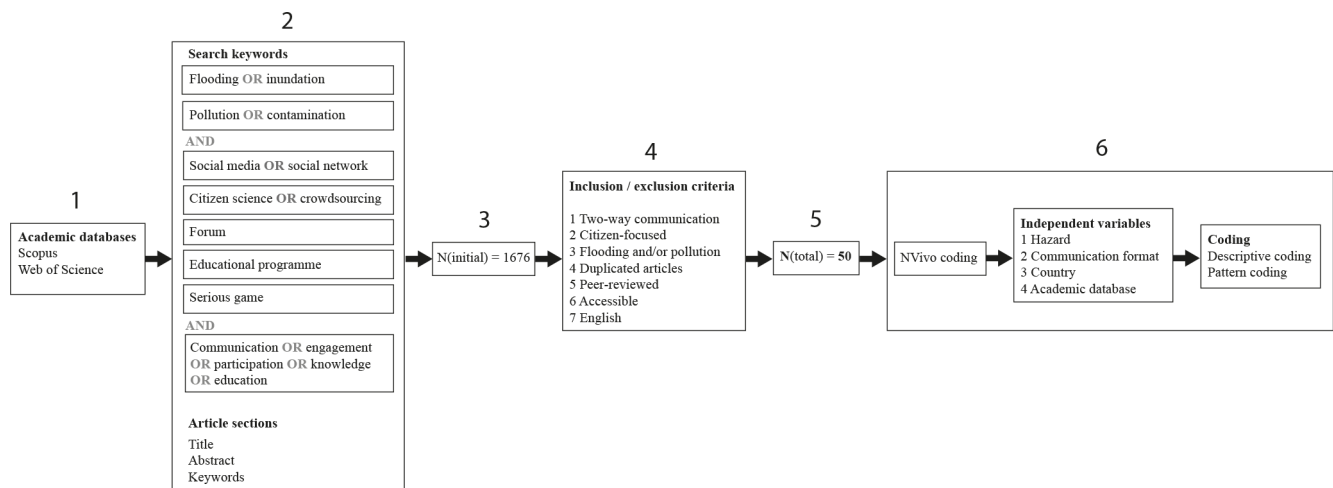 1
Academic databases
Scopus
Web of Science
2
Search keywords
Flooding OR inundation
Pollution OR contamination
AND
Social media OR social network
Citizen science OR crowdsourcing
Forum
Educational programme
Serious game
AND
Communication OR engagement
OR participation OR knowledge
OR education
Article sections
Title
Abstract
Keywords
3
N(initial) = 1676
4
Inclusion / exclusion criteria
1 Two-way communication
2 Citizen-focused
3 Flooding and/or pollution
4 Duplicated articles
5 Peer-reviewed
6 Accessible
7 English
5
N(total) = 50
6
NVivo coding
Independent variables
1 Hazard
2 Communication format
3 Country
4 Academic database
Coding
Descriptive coding
Pattern coding